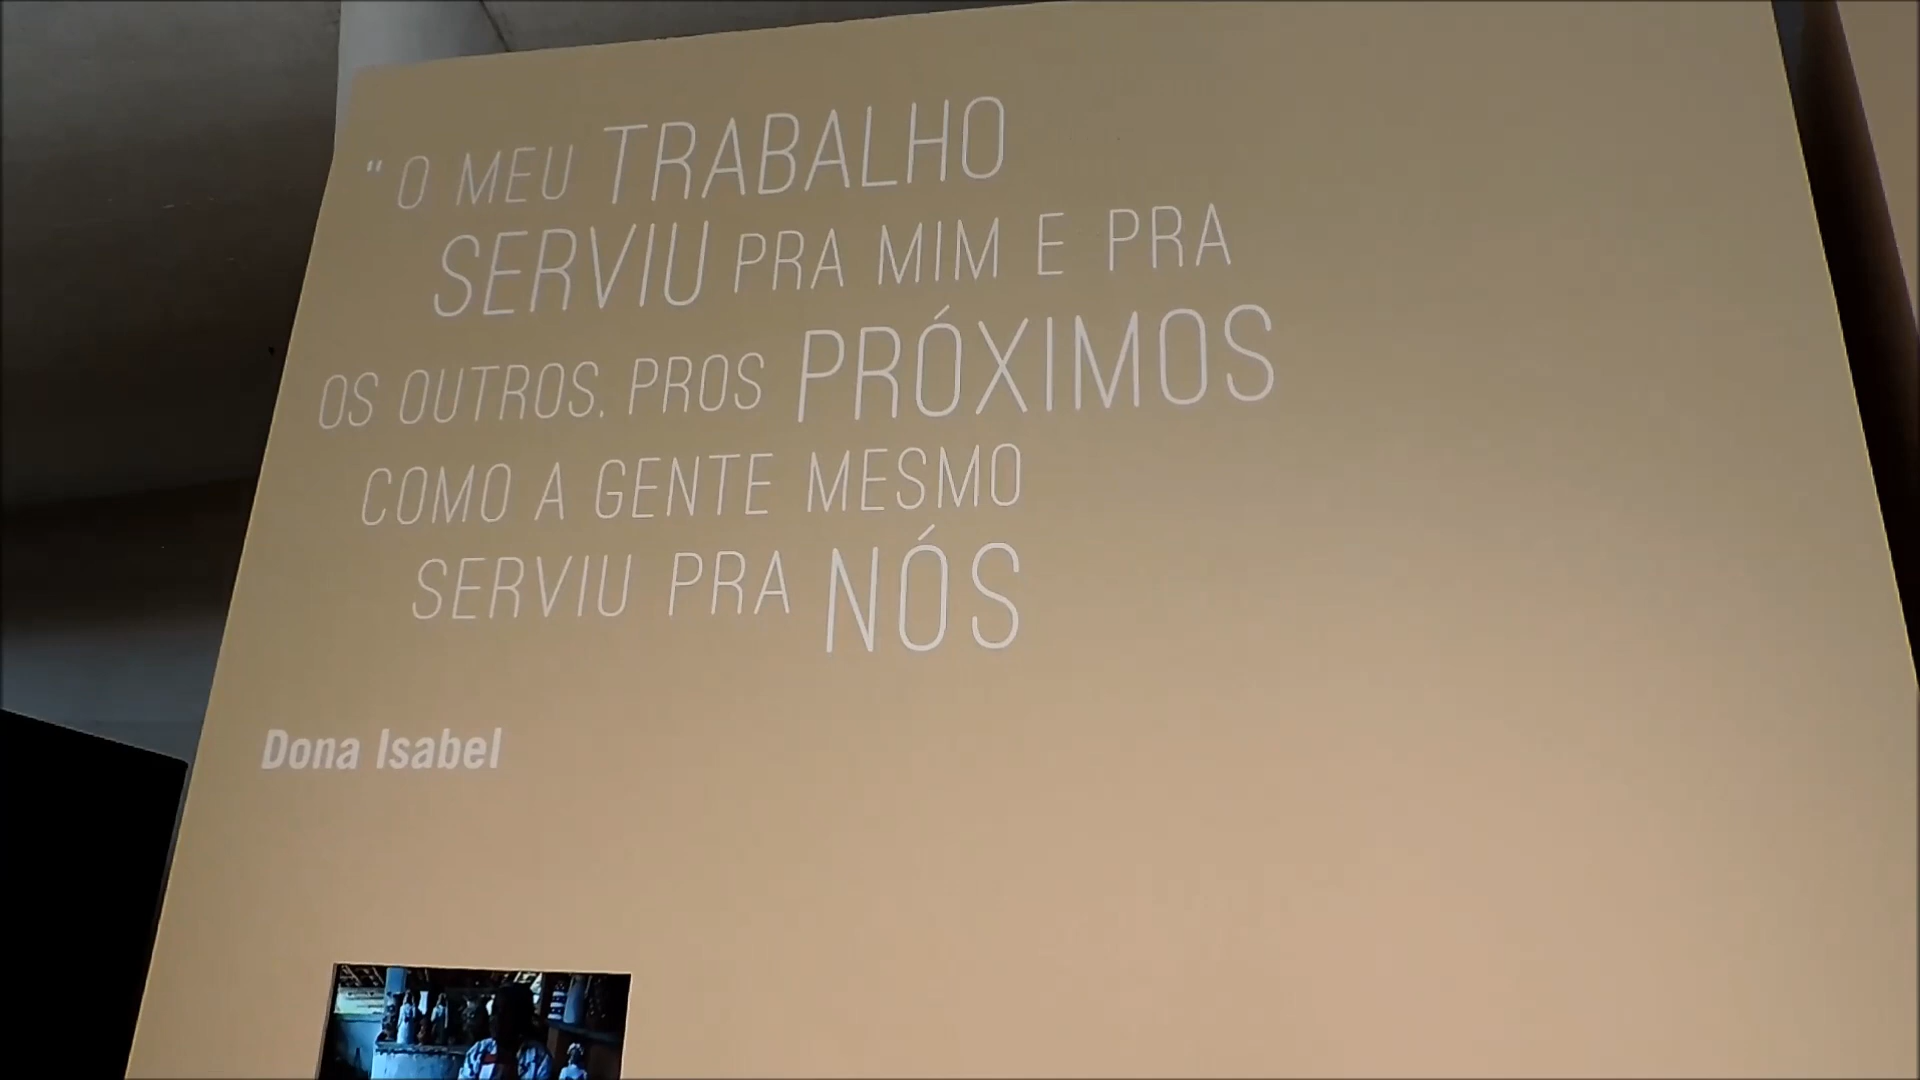 “O MEU TRABALHO
SERVIU PRA MIM E PRA
OS OUTROS. PROS PRÓXIMOS
COMO A GENTE MESMO
SERVIU PRA NÓS
Dona Isabel